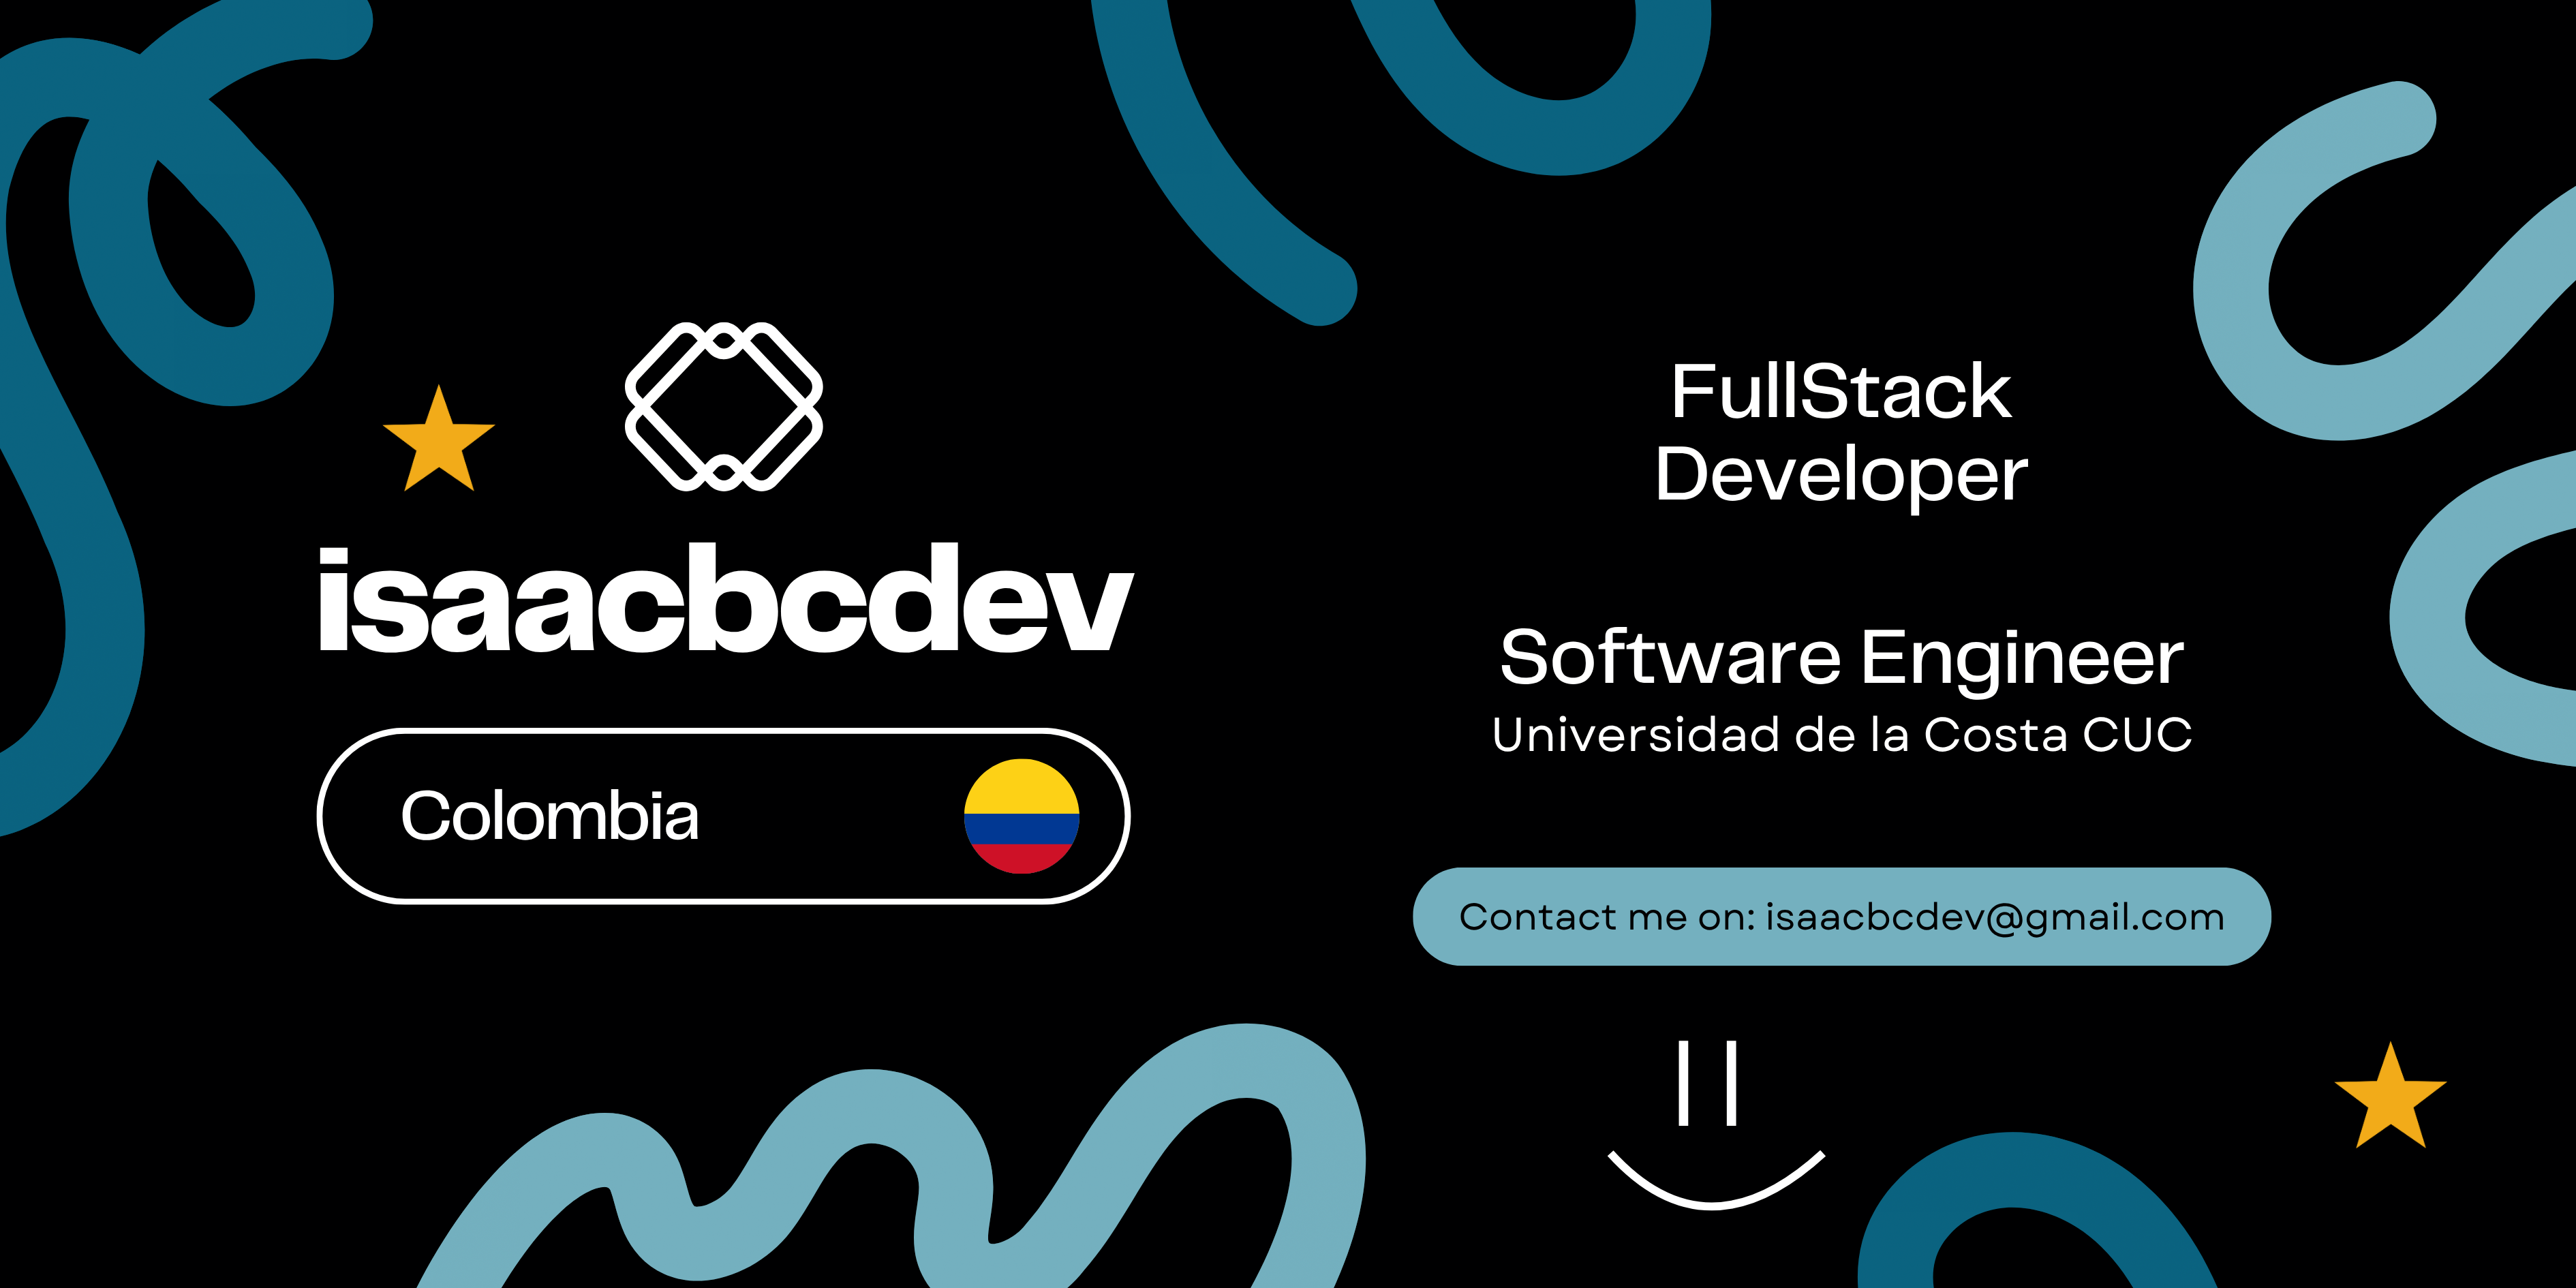 isaacbcdev
Colombia
FullStack
Developer
Software Engineer
Universidad de la Costa CUC
Contact me on: isaacbcdev@gmail.com